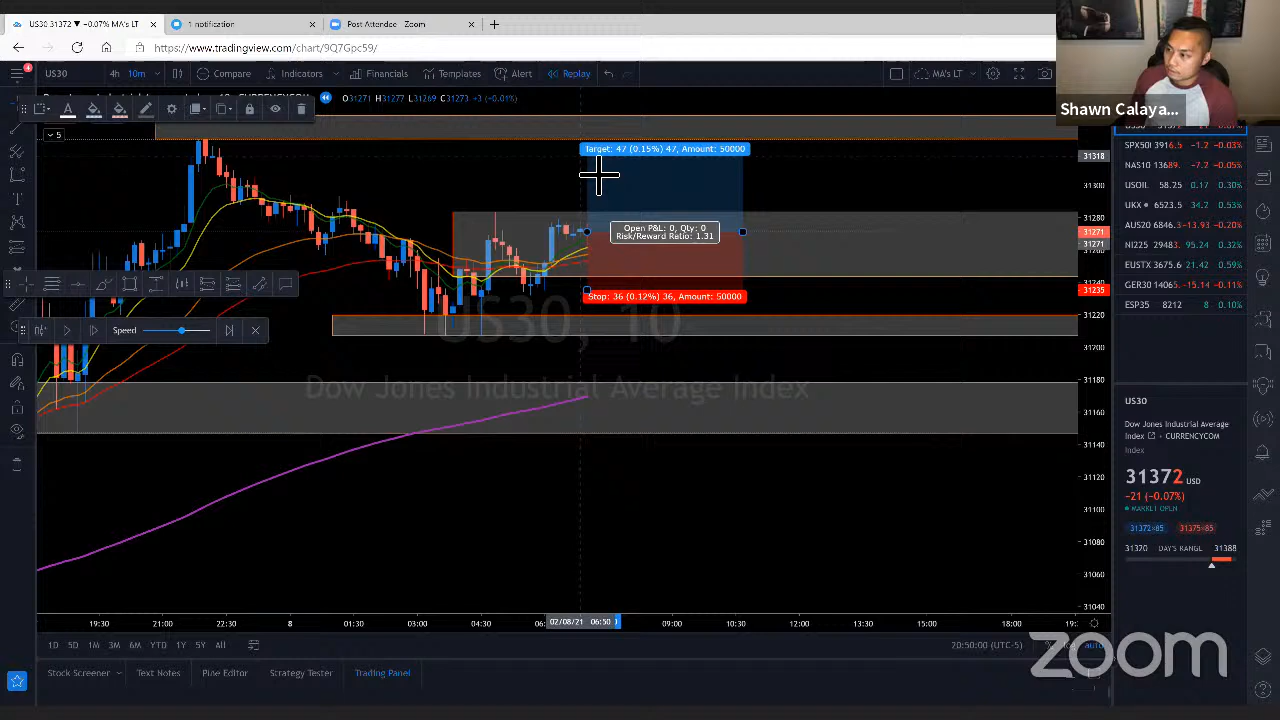 US30 31372 ▼ −0.07% MA's LT
1 notification
Post Attendee - Zoom
https://www.tradingview.com/chart/9Q7Gpc5y/
US30
4h
10m
Compare
Indicators
Financials
Templates
Alert
Replay
MA's LT
O31271 H31277 L31269 C31273 +3 (+0.01%)
5
Shawn Calaya...
Target: 47 (0.15%) 47, Amount: 50000
Open P&L: 0, Qty: 0
Risk/Reward Ratio: 1.31
Stop: 36 (0.12%) 36, Amount: 50000
Speed
US30, 10
Dow Jones Industrial Average Index
31318
31300
31280
31271
31271
31235
31220
31200
31180
31160
31140
31120
31100
31080
31060
31040
SPX500 3916.5 -1.2 -0.03%
NAS100 13689. -7.2 -0.05%
USOIL 58.25 0.17 0.30%
UKX 6523.5 34.2 0.53%
AUS200 6846.3 -13.93 -0.20%
NI225 29483. 95.24 0.32%
EUSTX 3675.6 21.42 0.59%
GER30 14065. -15.14 -0.11%
ESP35 8212 8 0.10%
US30
Dow Jones Industrial Average
Index • CURRENCYCOM
Index
31372 USD
−21 (−0.07%)
MARKET OPEN
31372×85 31375×85
31320 DAY'S RANGE 31388
19:30 21:00 22:30 8 01:30 03:00 04:30 02/08/21 06:50 09:00 10:30 13:30 15:00 16:00 18:00
1D 5D 1M 3M 6M YTD 1Y 5Y All
20:50:00 (UTC-5)
% log auto
Stock Screener
Text Notes
Pine Editor
Strategy Tester
Trading Panel
zoom